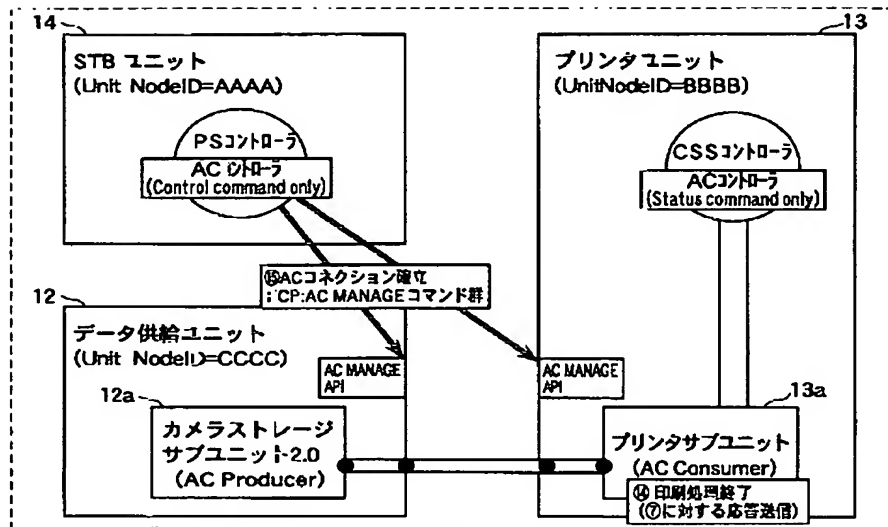 14
STB ユニット
(Unit NodeID=AAAA)
PSコントローラ
AC コントローラ
(Control command only)
13
プリンタユニット
(UnitNodeID=BBBB)
CSSコントローラ
ACコントローラ
(Status command only)
⑮ACコネクション確立
;CP:AC MANAGEコマンド群
12
データ供給ユニット
(Unit NodeID=CCCC)
AC MANAGE
API
AC MANAGE
API
12a
カメラストレージ
サブユニット-2.0
(AC Producer)
13a
プリンタサブユニット
(AC Consumer)
⑭ 印刷処理終了
(⑦に対する応答送信)